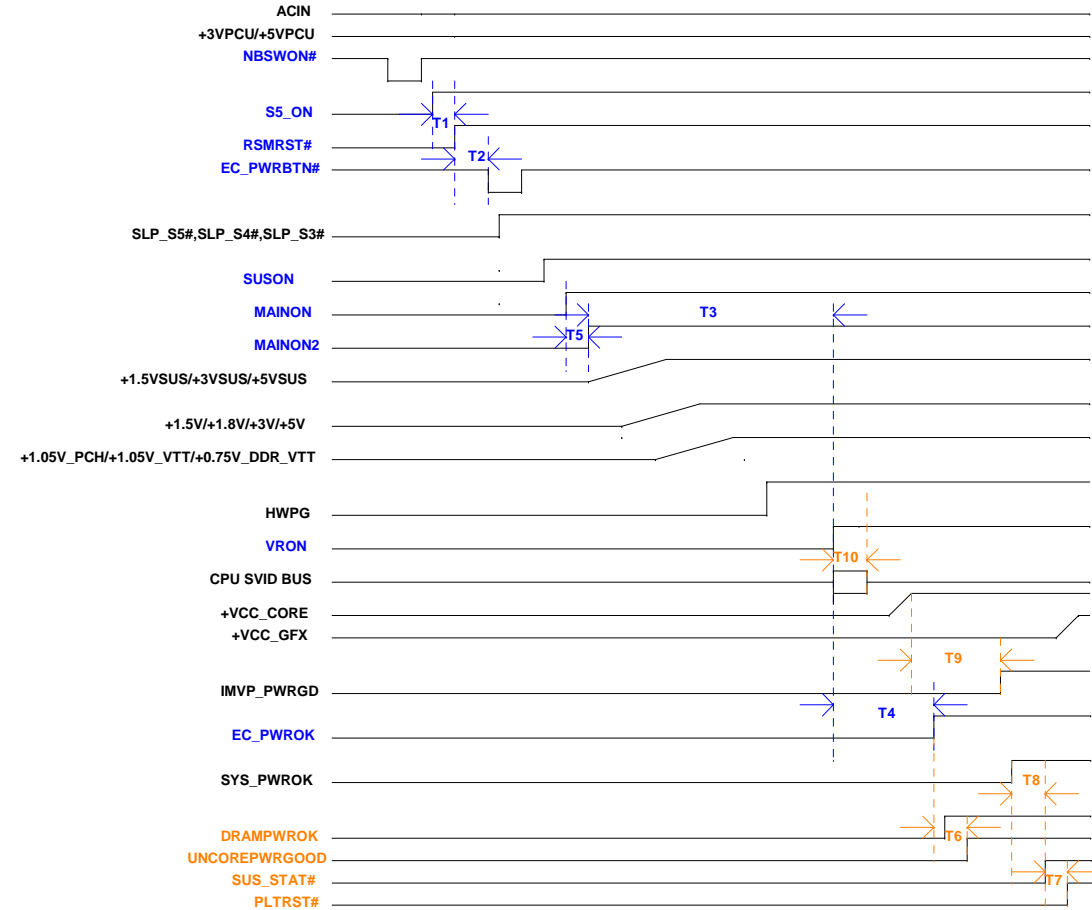 ACIN
+3VPCU/+5VPCU
NBSWON#
S5_ON
T1
RSMRST#
T2
EC_PWRBTN#
SLP_S5#,SLP_S4#,SLP_S3#
SUSON
MAINON
T3
T5
MAINON2
+1.5VSUS/+3VSUS/+5VSUS
+1.5V/+1.8V/+3V/+5V
+1.05V_PCH/+1.05V_VTT/+0.75V_DDR_VTT
HWPG
VRON
T10
CPU SVID BUS
+VCC_CORE
+VCC_GFX
T9
IMVP_PWRGD
T4
EC_PWROK
SYS_PWROK
T8
DRAMPWROK
T6
UNCOREPWRGOOD
SUS_STAT#
T7
PLTRST#